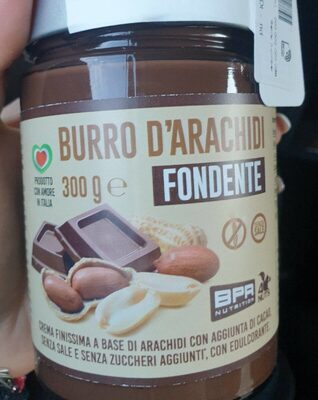 BURRO D'ARACHIDI
FONDENTE
300 g e
PRODOTTO
CON AMORE
IN ITALIA
BPR
NUTRITION
NUTS
CREMA FINISSIMA A BASE DI ARACHIDI CON AGGIUNTA DI CACAO,
SENZA SALE E SENZA ZUCCHERI AGGIUNTI', CON EDULCORANTE.